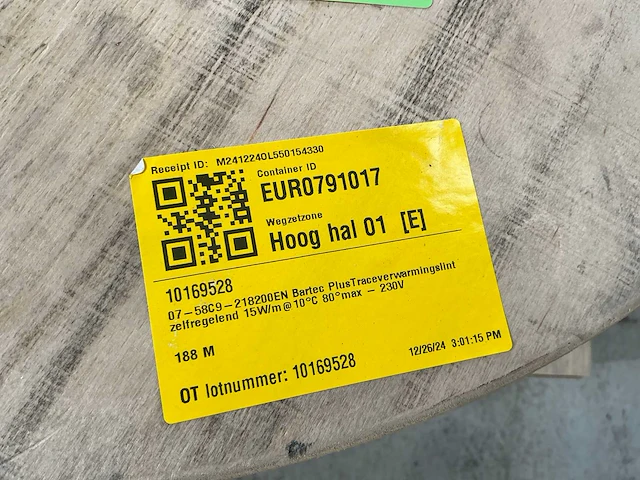 Receipt ID: M241224OL550154330
Container ID
EUR0791017
Wegzetzone
Hoog hal 01 [E]
10169528
07-58C9-218200EN Bartec PlusTraceverwarmingslint
zelfregelend 15W/m@10°C 80°max - 230V
188 M
12/26/24 3:01:15 PM
OT lotnummer: 10169528